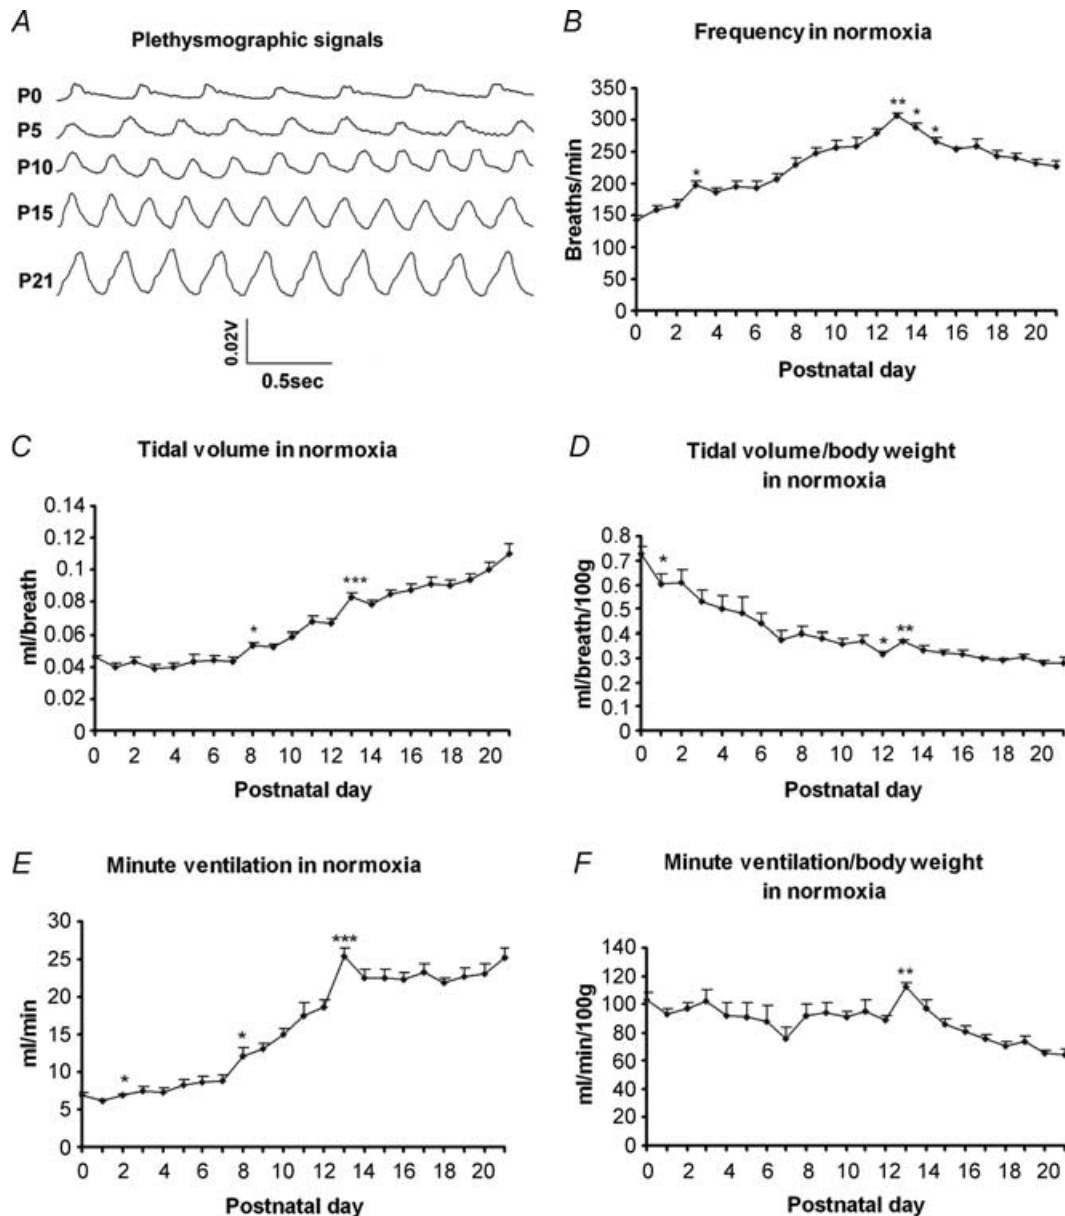 A
Plethysmographic signals
P0
P5
P10
P15
P21
0.02V
0.5sec
B
Frequency in normoxia
Breaths/min
350
300
250
200
150
100
50
0
** * * *
0 2 4 6 8 10 12 14 16 18 20
Postnatal day
C
Tidal volume in normoxia
ml/breath
0.14
0.12
0.1
0.08
0.06
0.04
0.02
0
* ***
0 2 4 6 8 10 12 14 16 18 20
Postnatal day
D
Tidal volume/body weight
in normoxia
ml/breath/100g
0.8
0.7
0.6
0.5
0.4
0.3
0.2
0.1
0
* * **
0 2 4 6 8 10 12 14 16 18 20
Postnatal day
E
Minute ventilation in normoxia
ml/min
30
25
20
15
10
5
0
* * ***
0 2 4 6 8 10 12 14 16 18 20
Postnatal day
F
Minute ventilation/body weight
in normoxia
ml/min/100g
140
120
100
80
60
40
20
0
**
0 2 4 6 8 10 12 14 16 18 20
Postnatal day